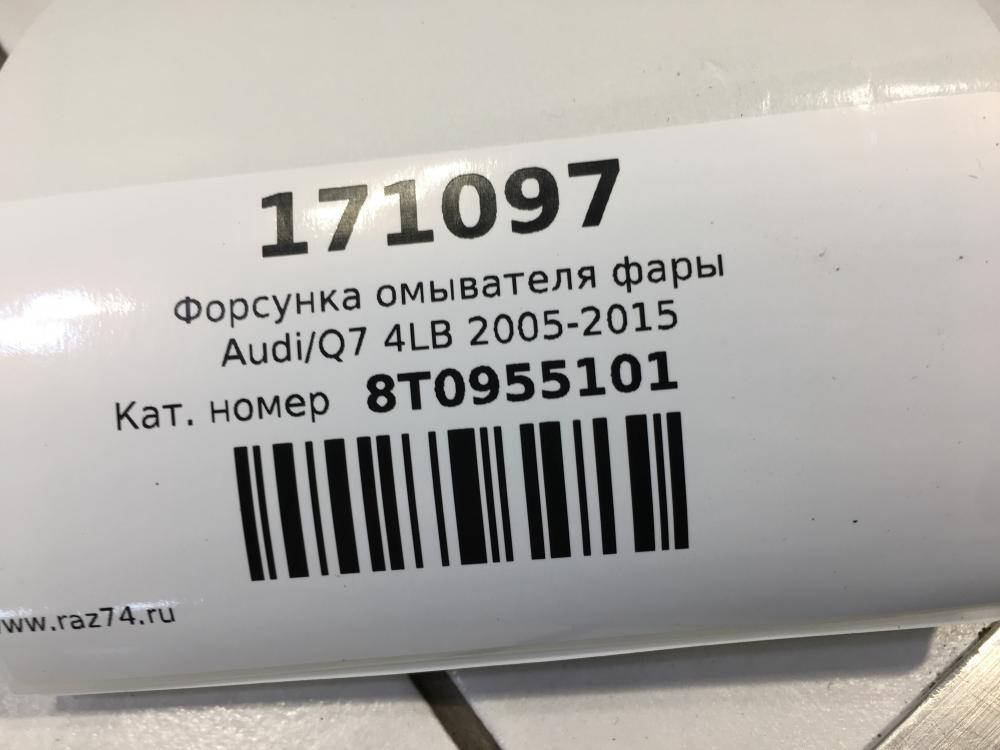 171097
Форсунка омывателя фары
Audi/Q7 4LB 2005-2015
Кат. номер 8T0955101
www.raz74.ru